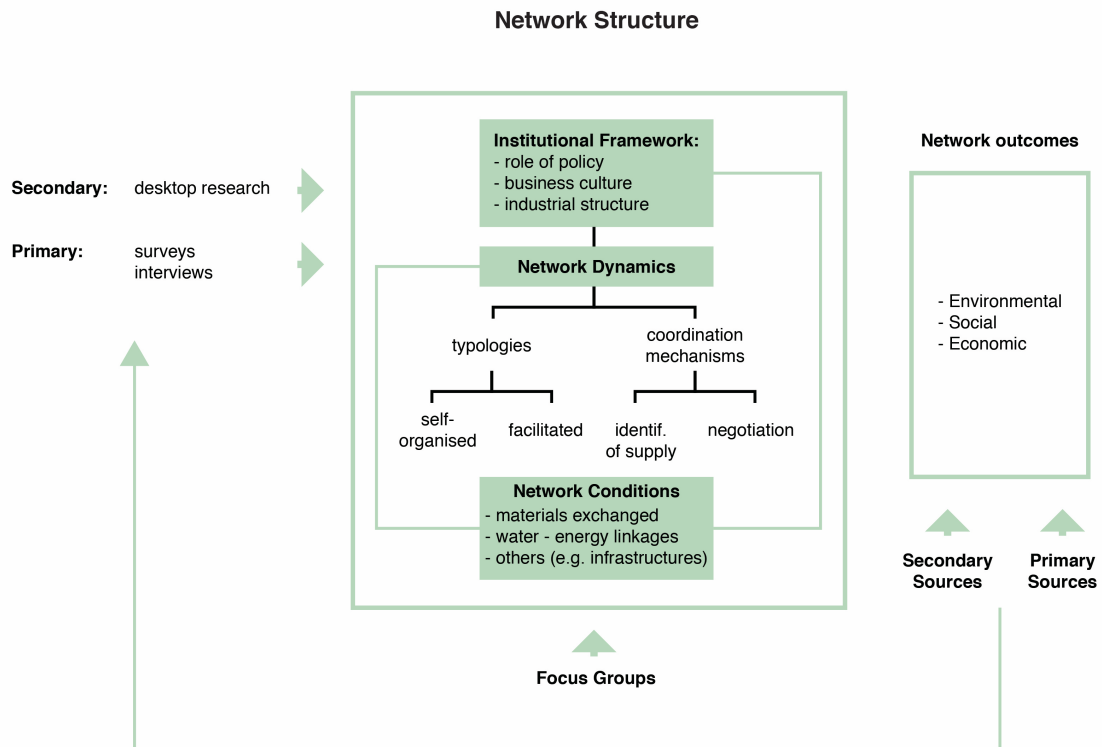 Network Structure
Secondary: desktop research
Primary: surveys
interviews
Institutional Framework:
- role of policy
- business culture
- industrial structure
Network Dynamics
typologies
coordination
mechanisms
self-
organised
facilitated
identif.
of supply
negotiation
Network Conditions
- materials exchanged
- water - energy linkages
- others (e.g. infrastructures)
Focus Groups
Network outcomes
- Environmental
- Social
- Economic
Secondary
Sources
Primary
Sources